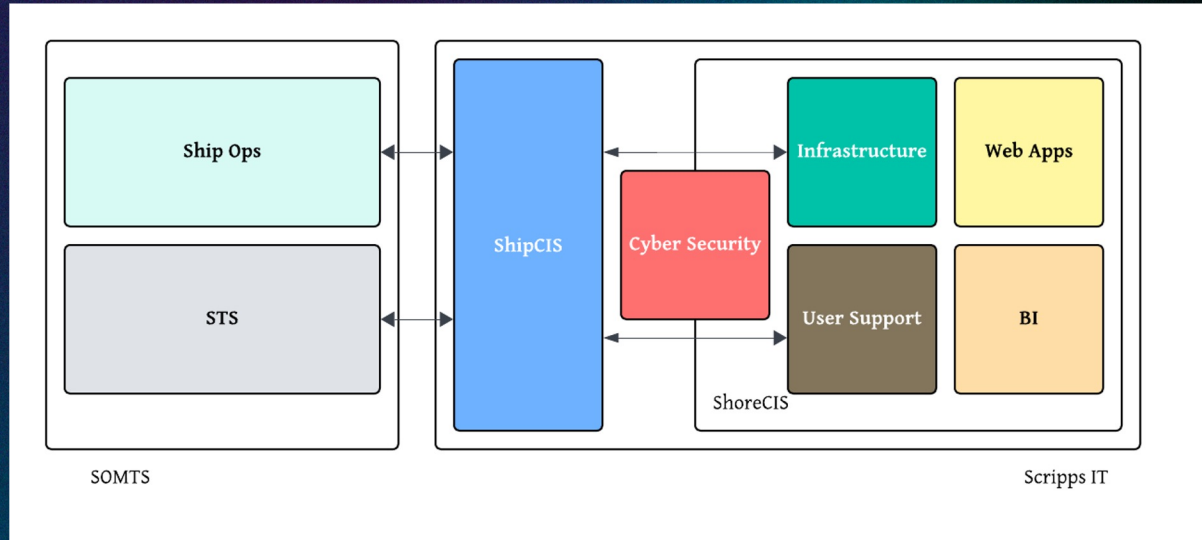 Ship Ops
STS
SOMTS
ShipCIS
Cyber Security
Infrastructure
Web Apps
User Support
BI
ShoreCIS
Scripps IT